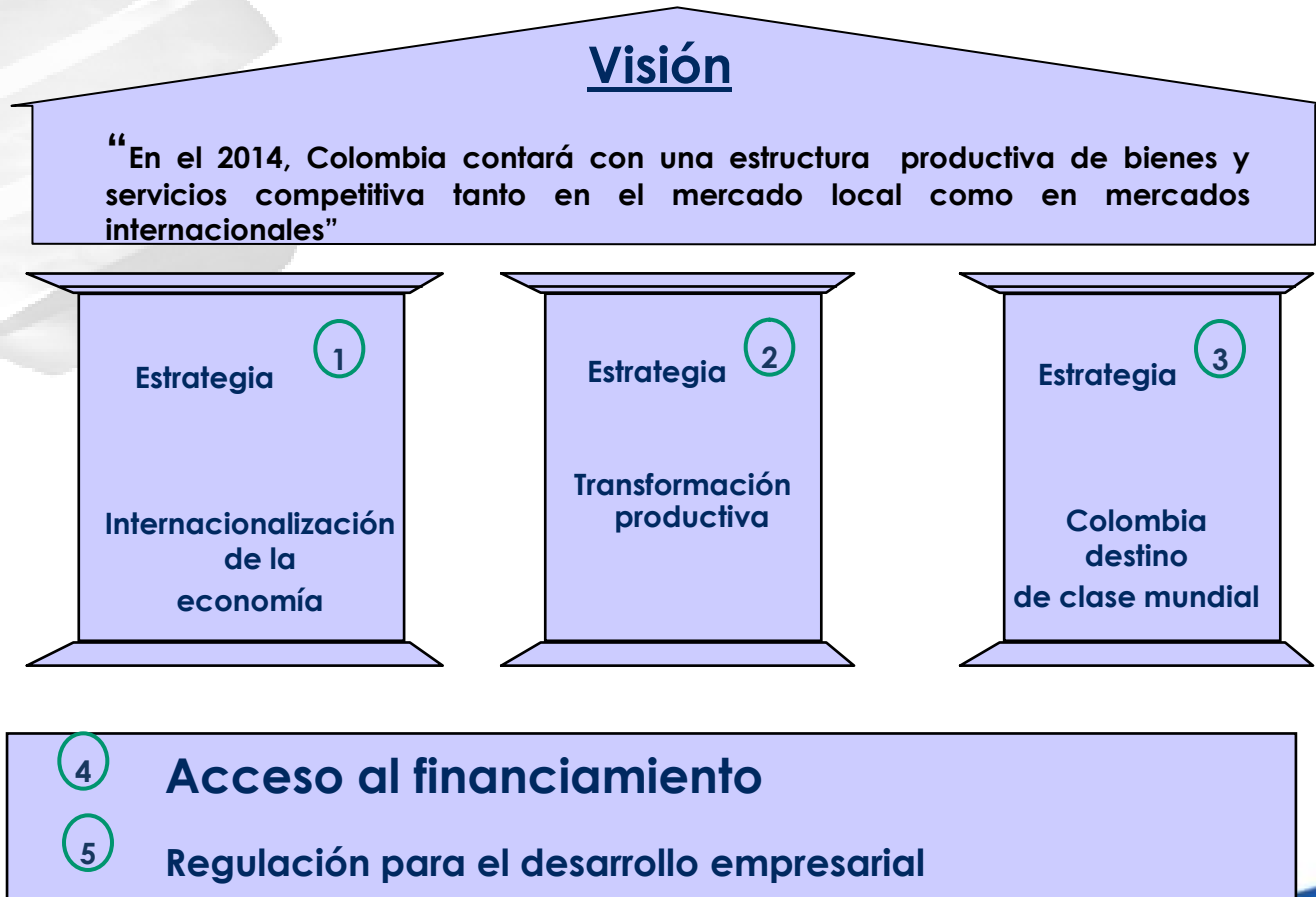 Visión
“En el 2014, Colombia contará con una estructura productiva de bienes y
servicios competitiva tanto en el mercado local como en mercados
internacionales”
Estrategia 1
Internacionalización
de la
economía
Estrategia 2
Transformación
productiva
Estrategia 3
Colombia
destino
de clase mundial
4 Acceso al financiamiento
5 Regulación para el desarrollo empresarial